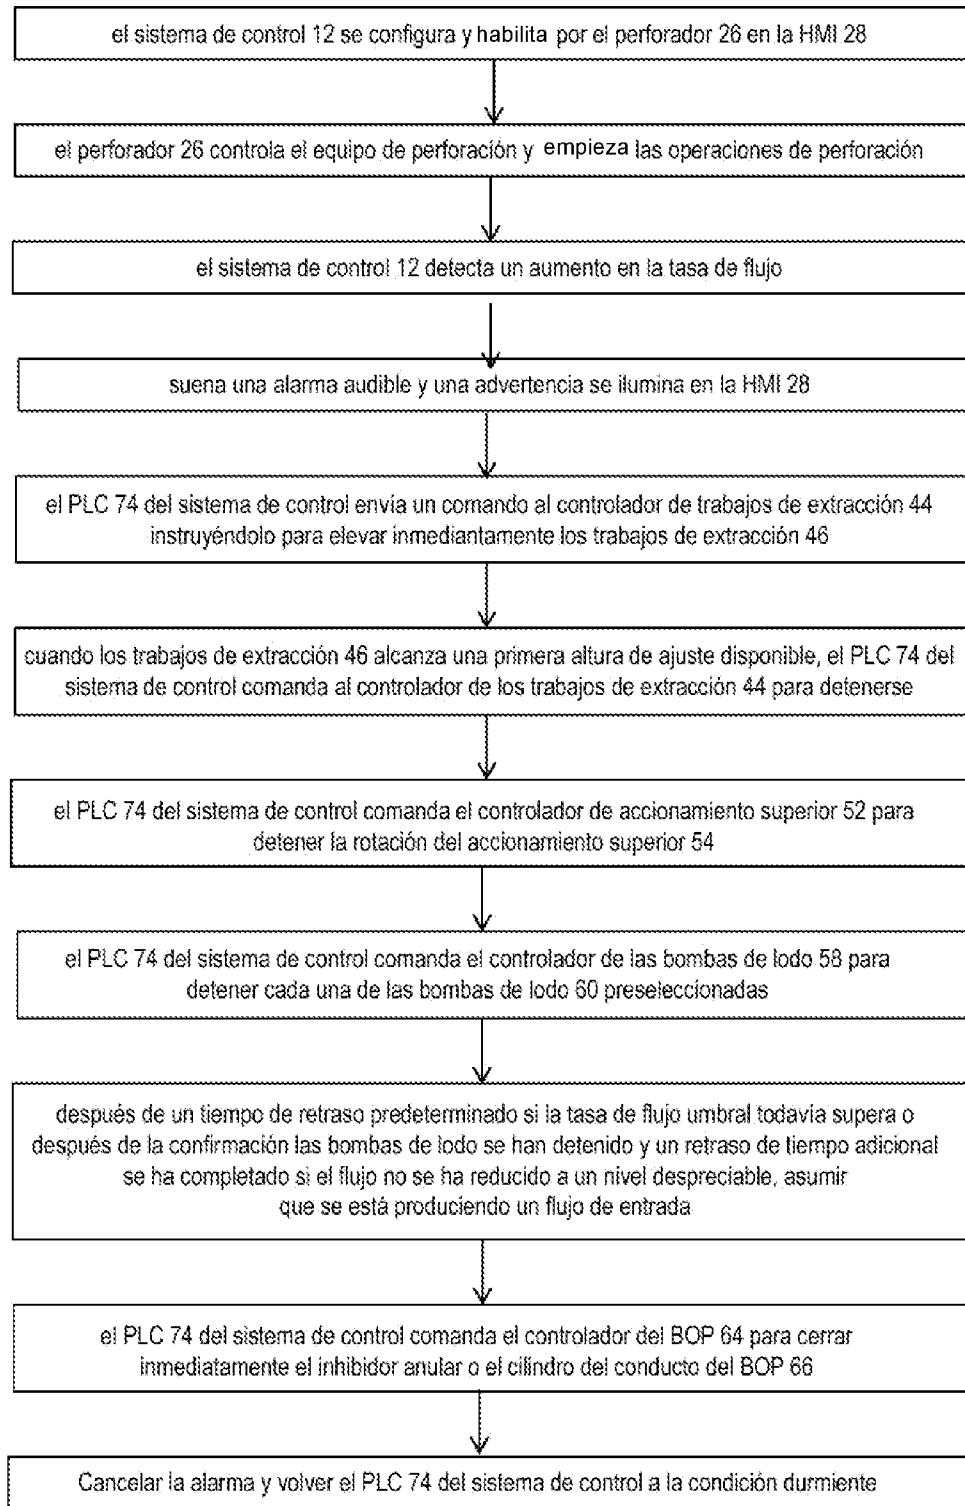 el sistema de control 12 se configura y habilita por el perforador 26 en la HMI 28
el perforador 26 controla el equipo de perforación y empieza las operaciones de perforación
el sistema de control 12 detecta un aumento en la tasa de flujo
suena una alarma audible y una advertencia se ilumina en la HMI 28
el PLC 74 del sistema de control envía un comando al controlador de trabajos de extracción 44
instruyéndolo para elevar inmediantamente los trabajos de extracción 46
cuando los trabajos de extracción 46 alcanza una primera altura de ajuste disponible, el PLC 74 del
sistema de control comanda al controlador de los trabajos de extracción 44 para detenerse
el PLC 74 del sistema de control comanda el controlador de accionamiento superior 52 para
detener la rotación del accionamiento superior 54
el PLC 74 del sistema de control comanda el controlador de las bombas de lodo 58 para
detener cada una de las bombas de lodo 60 preseleccionadas
después de un tiempo de retraso predeterminado si la tasa de flujo umbral todavía supera o
después de la confirmación las bombas de lodo se han detenido y un retraso de tiempo adicional
se ha completado si el flujo no se ha reducido a un nivel despreciable, asumir
que se está produciendo un flujo de entrada
el PLC 74 del sistema de control comanda el controlador del BOP 64 para cerrar
inmediatamente el inhibidor anular o el cilindro del conducto del BOP 66
Cancelar la alarma y volver el PLC 74 del sistema de control a la condición durmiente